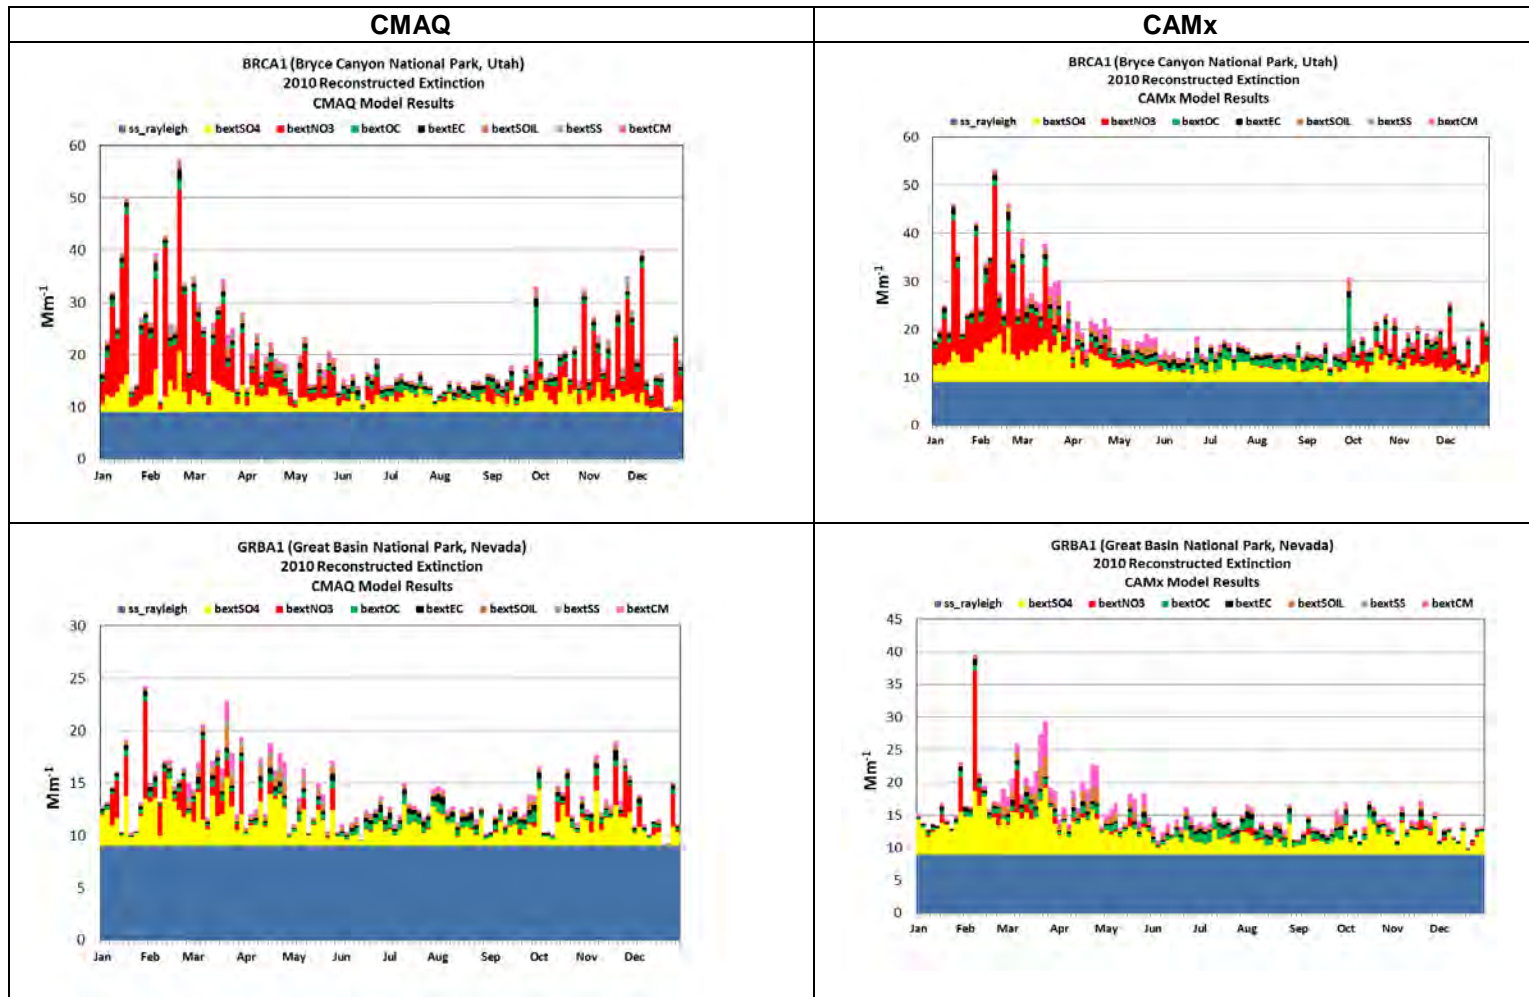 CMAQ
CAMx
BRCA1 (Bryce Canyon National Park, Utah)
2010 Reconstructed Extinction
CMAQ Model Results
ss_rayleigh bextSO4 bextNO3 bextOC bextEC bextSOIL bextSS bextCM
60
50
40
30
20
10
0
Mm-1
Jan Feb Mar Apr May Jun Jul Aug Sep Oct Nov Dec
BRCA1 (Bryce Canyon National Park, Utah)
2010 Reconstructed Extinction
CAMx Model Results
ss_rayleigh bextSO4 bextNO3 bextOC bextEC bextSOIL bextSS bextCM
60
50
40
30
20
10
0
Mm-1
Jan Feb Mar Apr May Jun Jul Aug Sep Oct Nov Dec
GRBA1 (Great Basin National Park, Nevada)
2010 Reconstructed Extinction
CMAQ Model Results
ss_rayleigh bextSO4 bextNO3 bextOC bextEC bextSOIL bextSS bextCM
30
25
20
15
10
5
0
Mm-1
Jan Feb Mar Apr May Jun Jul Aug Sep Oct Nov Dec
GRBA1 (Great Basin National Park, Nevada)
2010 Reconstructed Extinction
CAMx Model Results
ss_rayleigh bextSO4 bextNO3 bextOC bextEC bextSOIL bextSS bextCM
45
40
35
30
25
20
15
10
5
0
Mm-1
Jan Feb Mar Apr May Jun Jul Aug Sep Oct Nov Dec